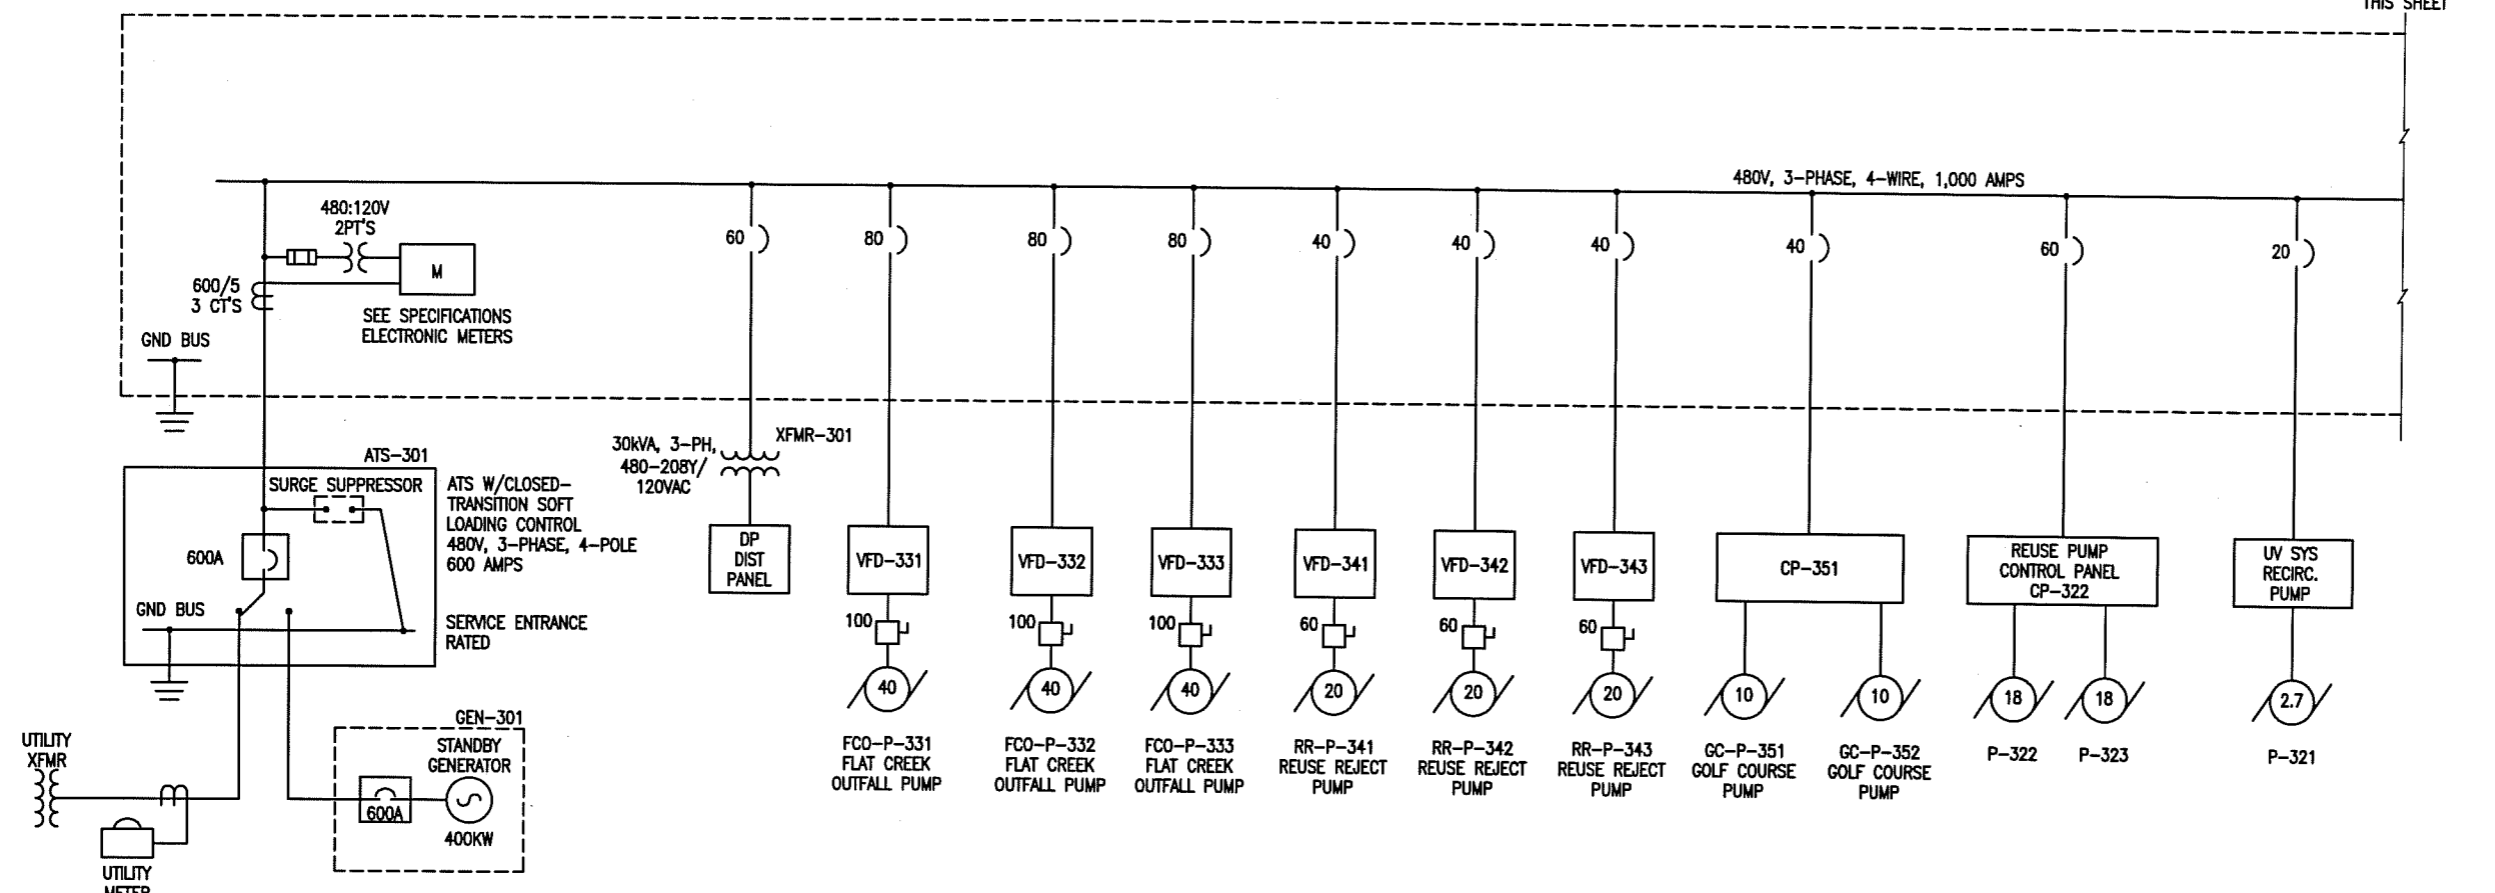 THIS SHEET
480V, 3-PHASE, 4-WIRE, 1,000 AMPS
480:120V
2PT'S
M
600/5
3 CT'S
SEE SPECIFICATIONS
ELECTRONIC METERS
GND BUS
60
80
80
80
40
40
40
40
60
20
ATS-301
SURGE SUPPRESSOR
600A
GND BUS
ATS W/CLOSED-
TRANSITION SOFT
LOADING CONTROL
480V, 3-PHASE, 4-POLE
600 AMPS
SERVICE ENTRANCE
RATED
30kVA, 3-PH,
480-208Y/
120VAC
XFMR-301
DP
DIST
PANEL
VFD-331
VFD-332
VFD-333
VFD-341
VFD-342
VFD-343
CP-351
REUSE PUMP
CONTROL PANEL
CP-322
UV SYS
RECIRC.
PUMP
100
100
100
60
60
60
40
40
40
20
20
20
10
10
18
18
2.7
FCO-P-331
FLAT CREEK
OUTFALL PUMP
FCO-P-332
FLAT CREEK
OUTFALL PUMP
FCO-P-333
FLAT CREEK
OUTFALL PUMP
RR-P-341
REUSE REJECT
PUMP
RR-P-342
REUSE REJECT
PUMP
RR-P-343
REUSE REJECT
PUMP
GC-P-351
GOLF COURSE
PUMP
GC-P-352
GOLF COURSE
PUMP
P-322
P-323
P-321
UTILITY
XFMR
UTILITY
METER
GEN-301
STANDBY
GENERATOR
600A
400KW